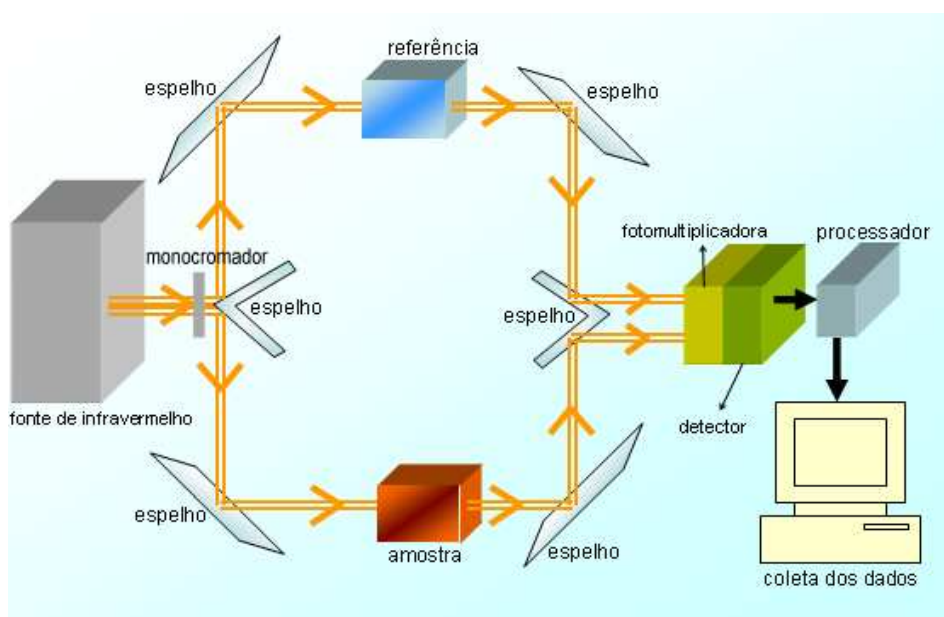 referência
espelho
espelho
fotomultiplicadora
processador
monocromador
espelho
espelho
fonte de infravermelho
detector
espelho
amostra
espelho
coleta dos dados